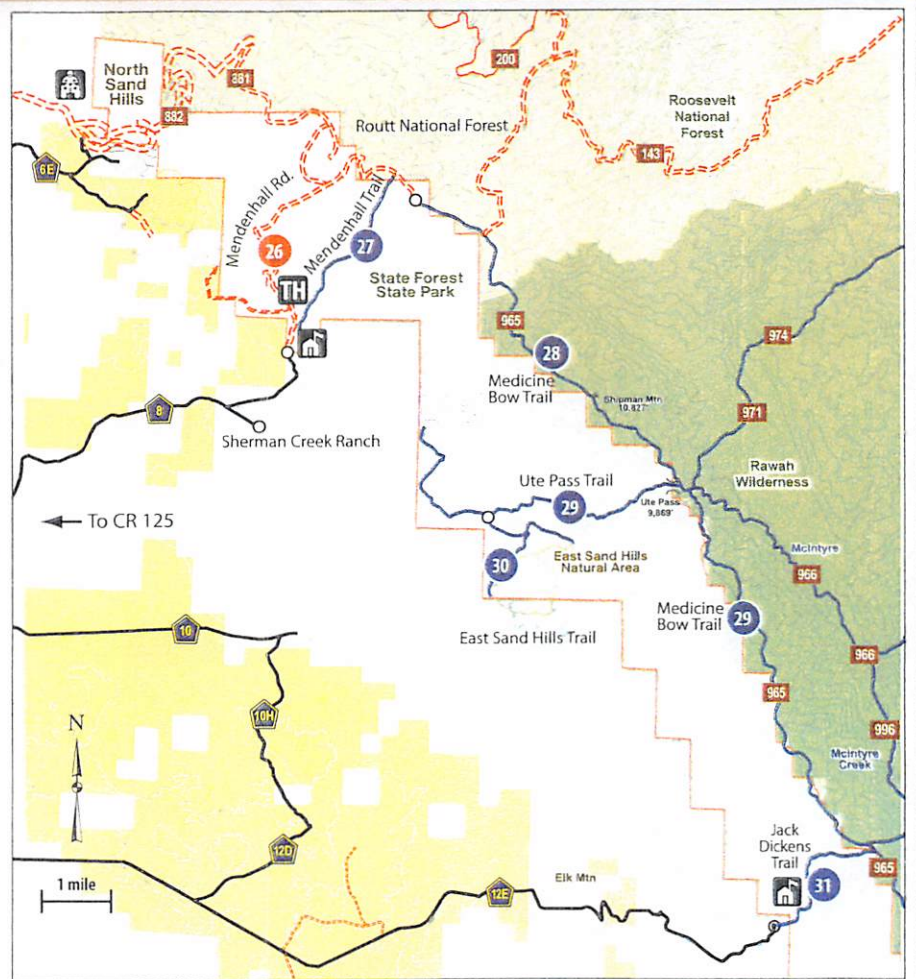 North
Sand
Hills
881
882
6E
200
Roosevelt
National
Forest
Routt National Forest
143
Mendenhall Rd.
Mendenhall Trail
26
27
TH
State Forest
State Park
965
28
974
Medicine
Bow Trail
Shipman Mtn
10,827'
971
8
Sherman Creek Ranch
Rawah
Wilderness
Ute Pass Trail
29
Ute Pass
9,869'
To CR 125
McIntyre
966
East Sand Hills
Natural Area
30
East Sand Hills Trail
Medicine
Bow Trail
29
10
966
965
10H
996
McIntyre
Creek
N
12D
Jack
Dickens
Trail
965
1 mile
Elk Mtn
12E
31